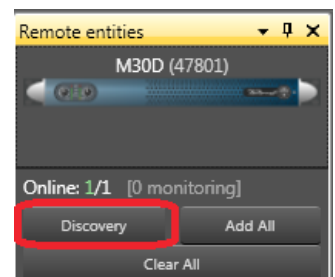 Remote entities
M30D (47801)
Online: 1/1 [0 monitoring]
Discovery Add All
Clear All